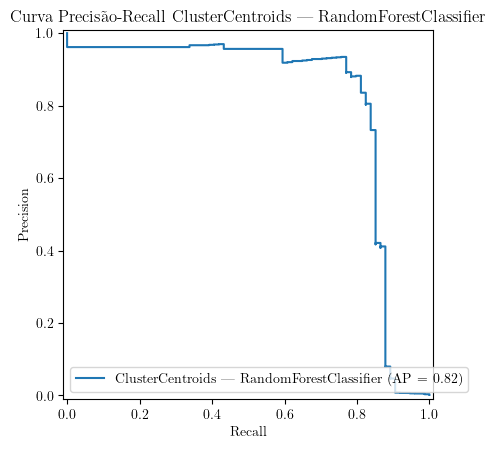 Curva Precisão-Recall ClusterCentroids — RandomForestClassifier
1.0
0.8
0.6
0.4
0.2
0.0
Precision
ClusterCentroids — RandomForestClassifier (AP = 0.82)
0.0 0.2 0.4 0.6 0.8 1.0
Recall